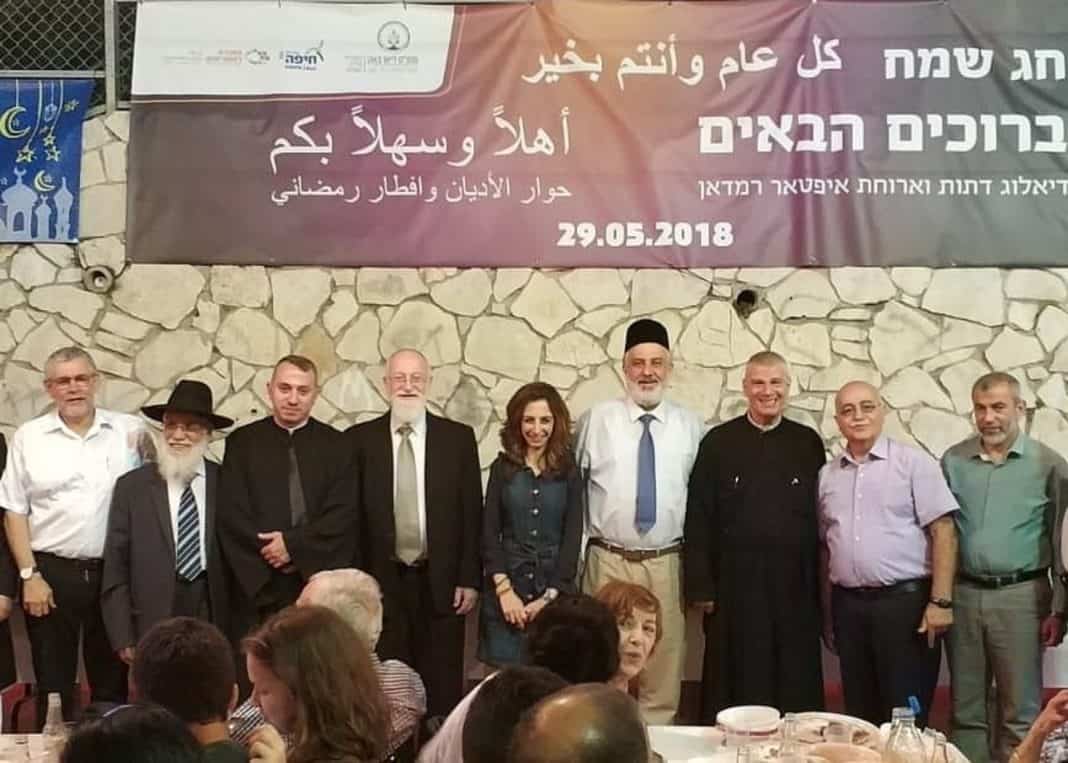 חג שמח كل عام وأنتم بخير
ברוכים הבאים أهلاً وسهلاً بكم
דיאלוג דתות וארוחת איפטאר רמדאן حوار الأديان وافطار رمضاني
29.05.2018
חיפה